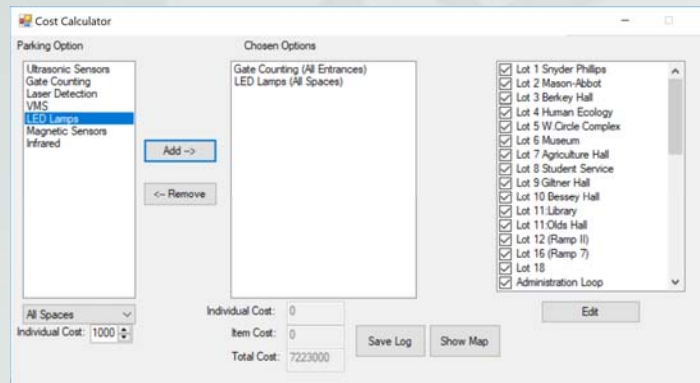 Cost Calculator
Parking Option
Chosen Options
Ultrasonic Sensors
Gate Counting
Laser Detection
VMS
LED Lamps
Magnetic Sensors
Infrared
Add -->
<-- Remove
Gate Counting (All Entrances)
LED Lamps (All Spaces)
Lot 1 Snyder Phillips
Lot 2 Mason-Abbot
Lot 3 Berkey Hall
Lot 4 Human Ecology
Lot 5 W.Circle Complex
Lot 6 Museum
Lot 7 Agriculture Hall
Lot 8 Student Service
Lot 9 Giltner Hall
Lot 10 Bessey Hall
Lot 11:Library
Lot 11:Olds Hall
Lot 12 (Ramp II)
Lot 16 (Ramp 7)
Lot 18
Administration Loop
All Spaces
Individual Cost: 1000
Individual Cost: 0
Item Cost: 0
Total Cost: 7223000
Save Log
Show Map
Edit